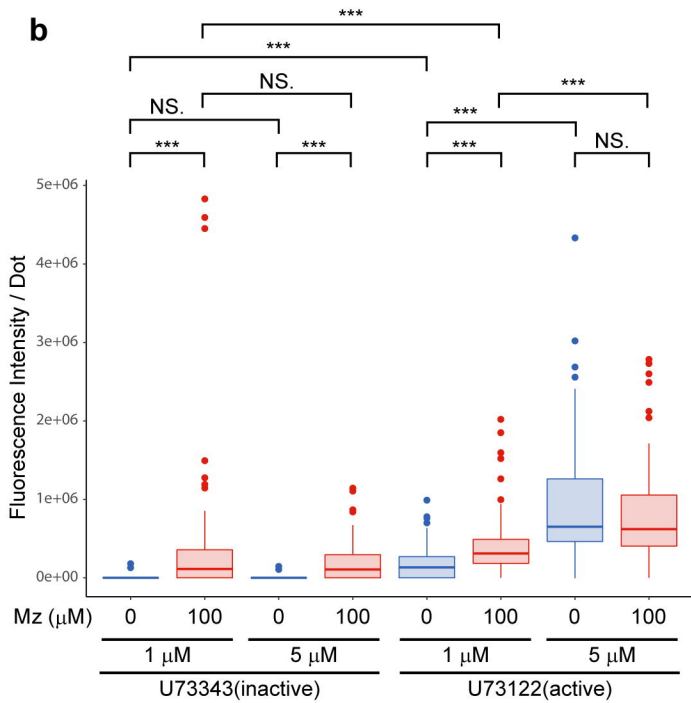 b
***
***
NS.
***
***
NS.
***
***
***
***
NS.
5e+06
4e+06
3e+06
2e+06
1e+06
0e+00
Fluorescence Intensity / Dot
Mz (μM) 0 100 0 100 0 100 0 100
1 μM 5 μM 1 μM 5 μM
U73343(inactive) U73122(active)